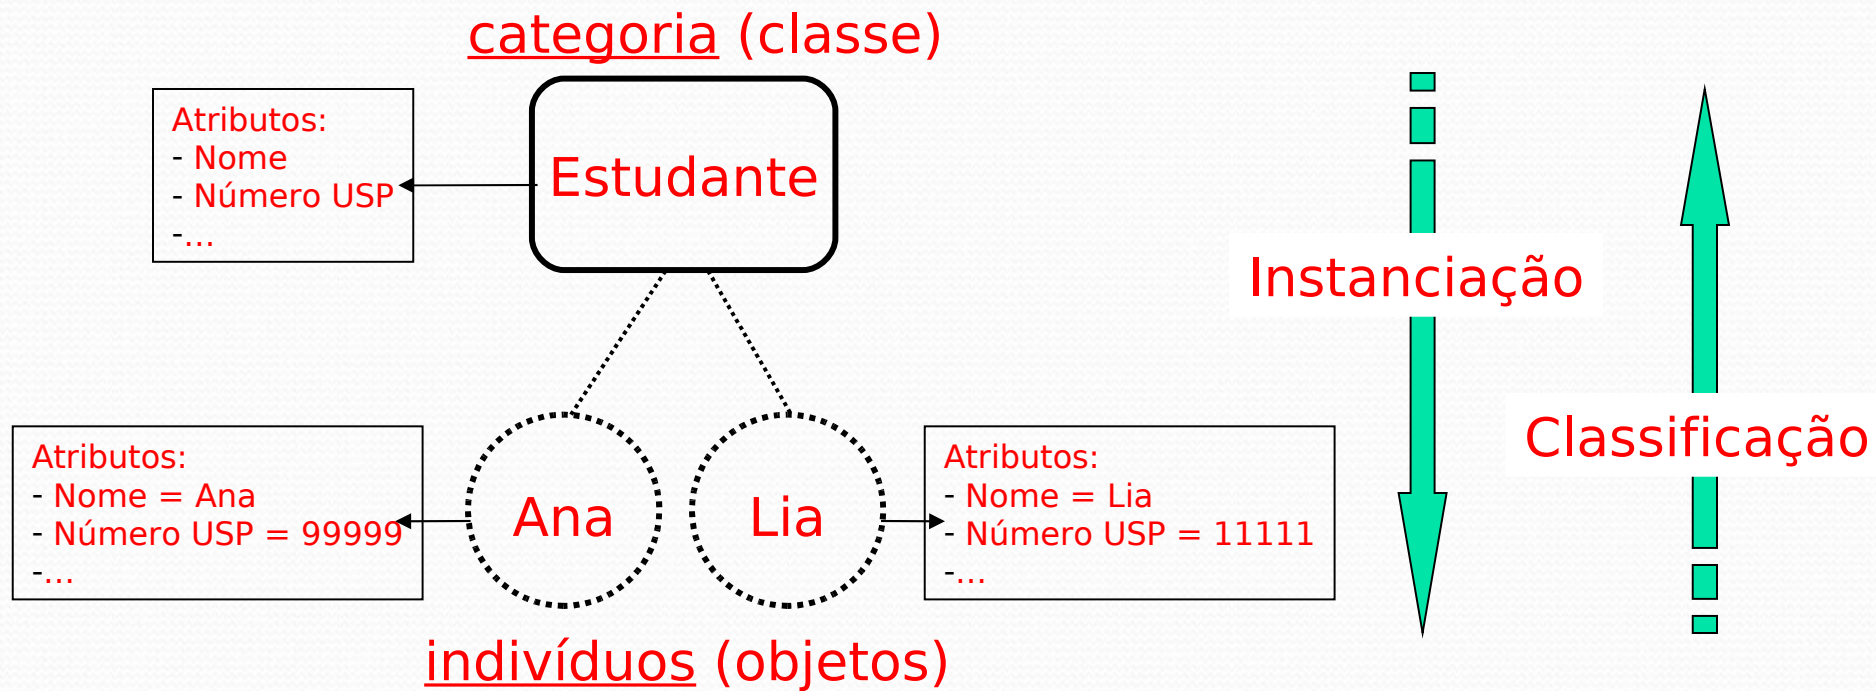 categoria (classe)
Atributos:
- Nome
- Número USP
-...
Estudante
Instanciação
Classificação
Atributos:
- Nome = Ana
- Número USP = 99999
-...
Ana
Lia
Atributos:
- Nome = Lia
- Número USP = 11111
-...
indivíduos (objetos)